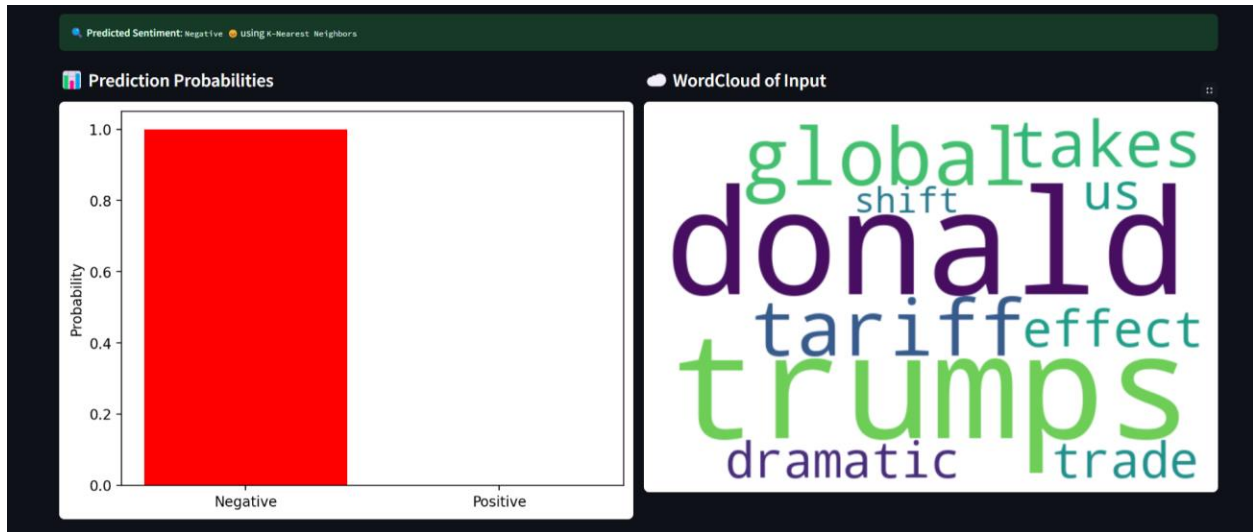 Predicted Sentiment: Negative 😠 using K-Nearest Neighbors
Prediction Probabilities
1.0
0.8
0.6
0.4
0.2
0.0
Probability
Negative Positive
WordCloud of Input
global takes
shift us
donald
tariff effect
trumps
dramatic trade